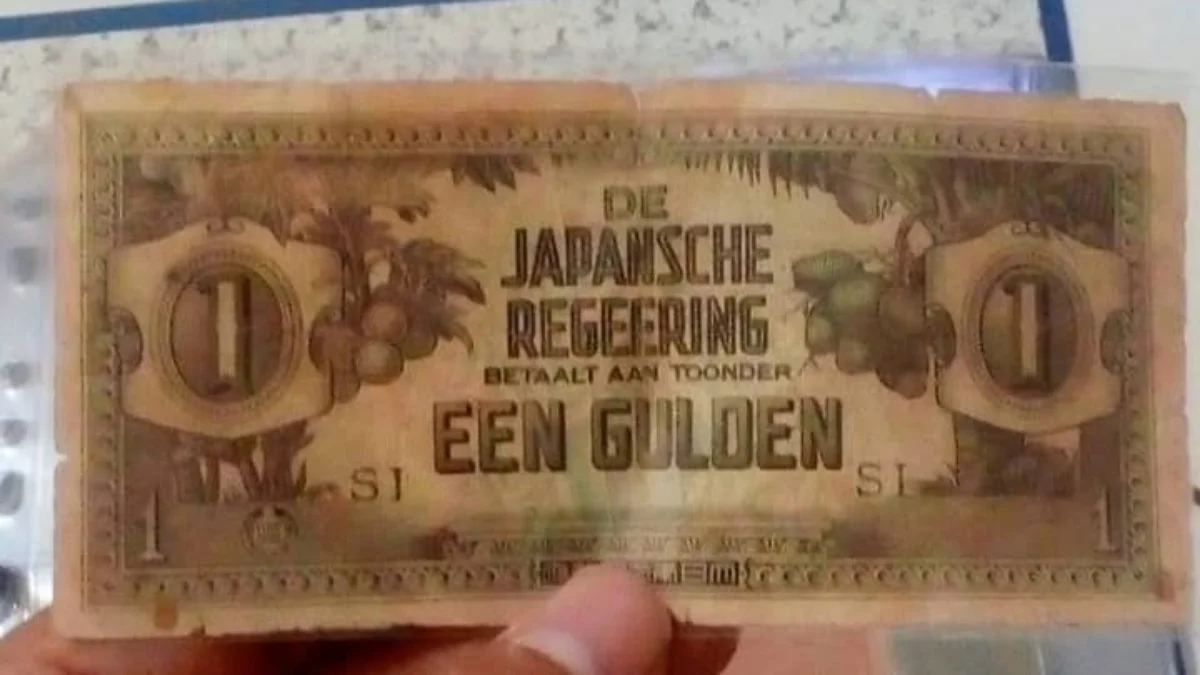 DE
JAPANSCHE
REGEERING
BETAALT AAN TOONDER
EEN GULDEN
1
1
SI
SI
1
1